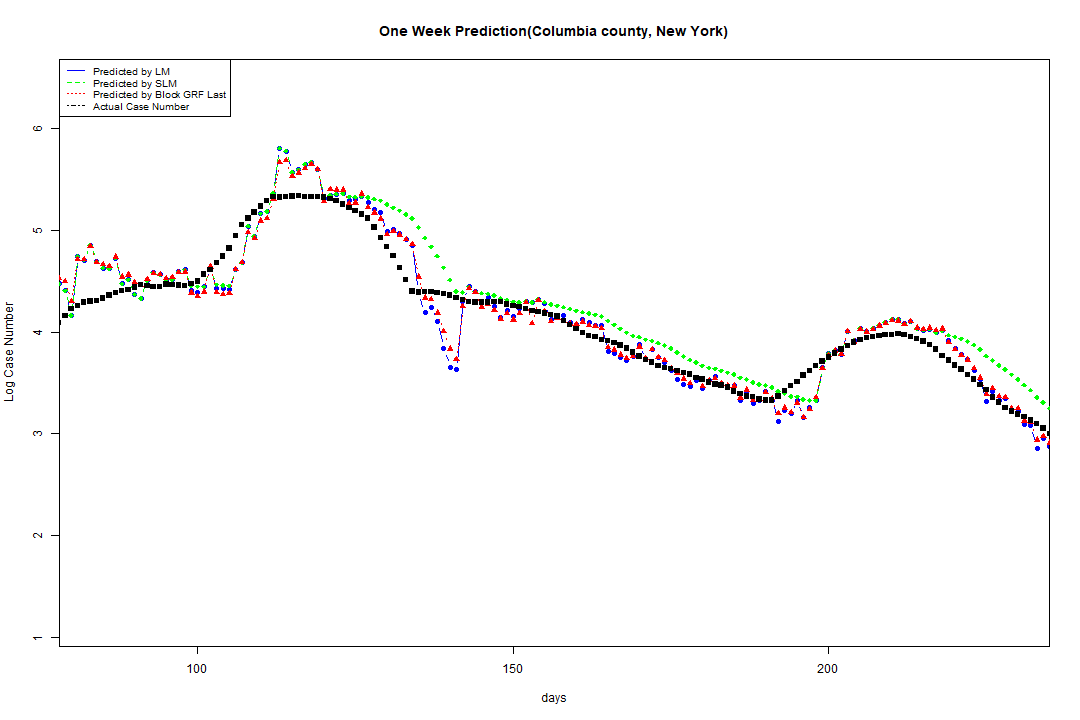 One Week Prediction(Columbia county, New York)
Predicted by LM
Predicted by SLM
Predicted by Block GRF Last
Actual Case Number
6
5
4
3
2
1
Log Case Number
100 150 200
days